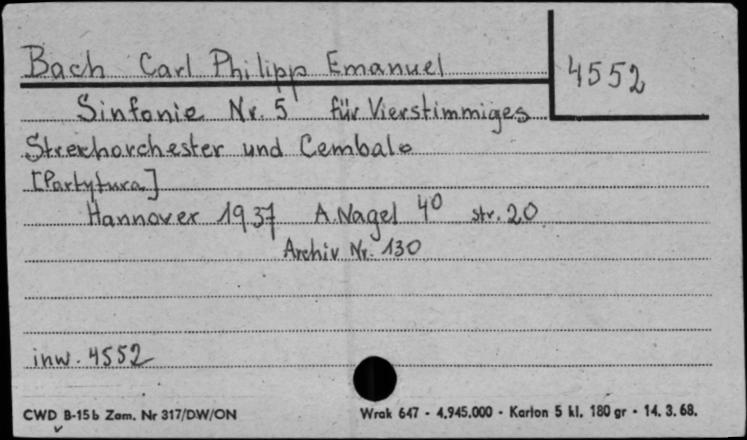 Bach Carl Philipp Emanuel
4552
Sinfonie Nr. 5 für Vierstimmiges
Streichorchester und Cembalo
[Partytura]
Hannover 1937 A. Nagel 4° str. 20
Archiv Nr. 130
inw. 4552
CWD B-15b Zam. Nr 317/DW/ON
Wrak 647 - 4.945.000 - Karton 5 kl. 180 gr - 14. 3. 68.